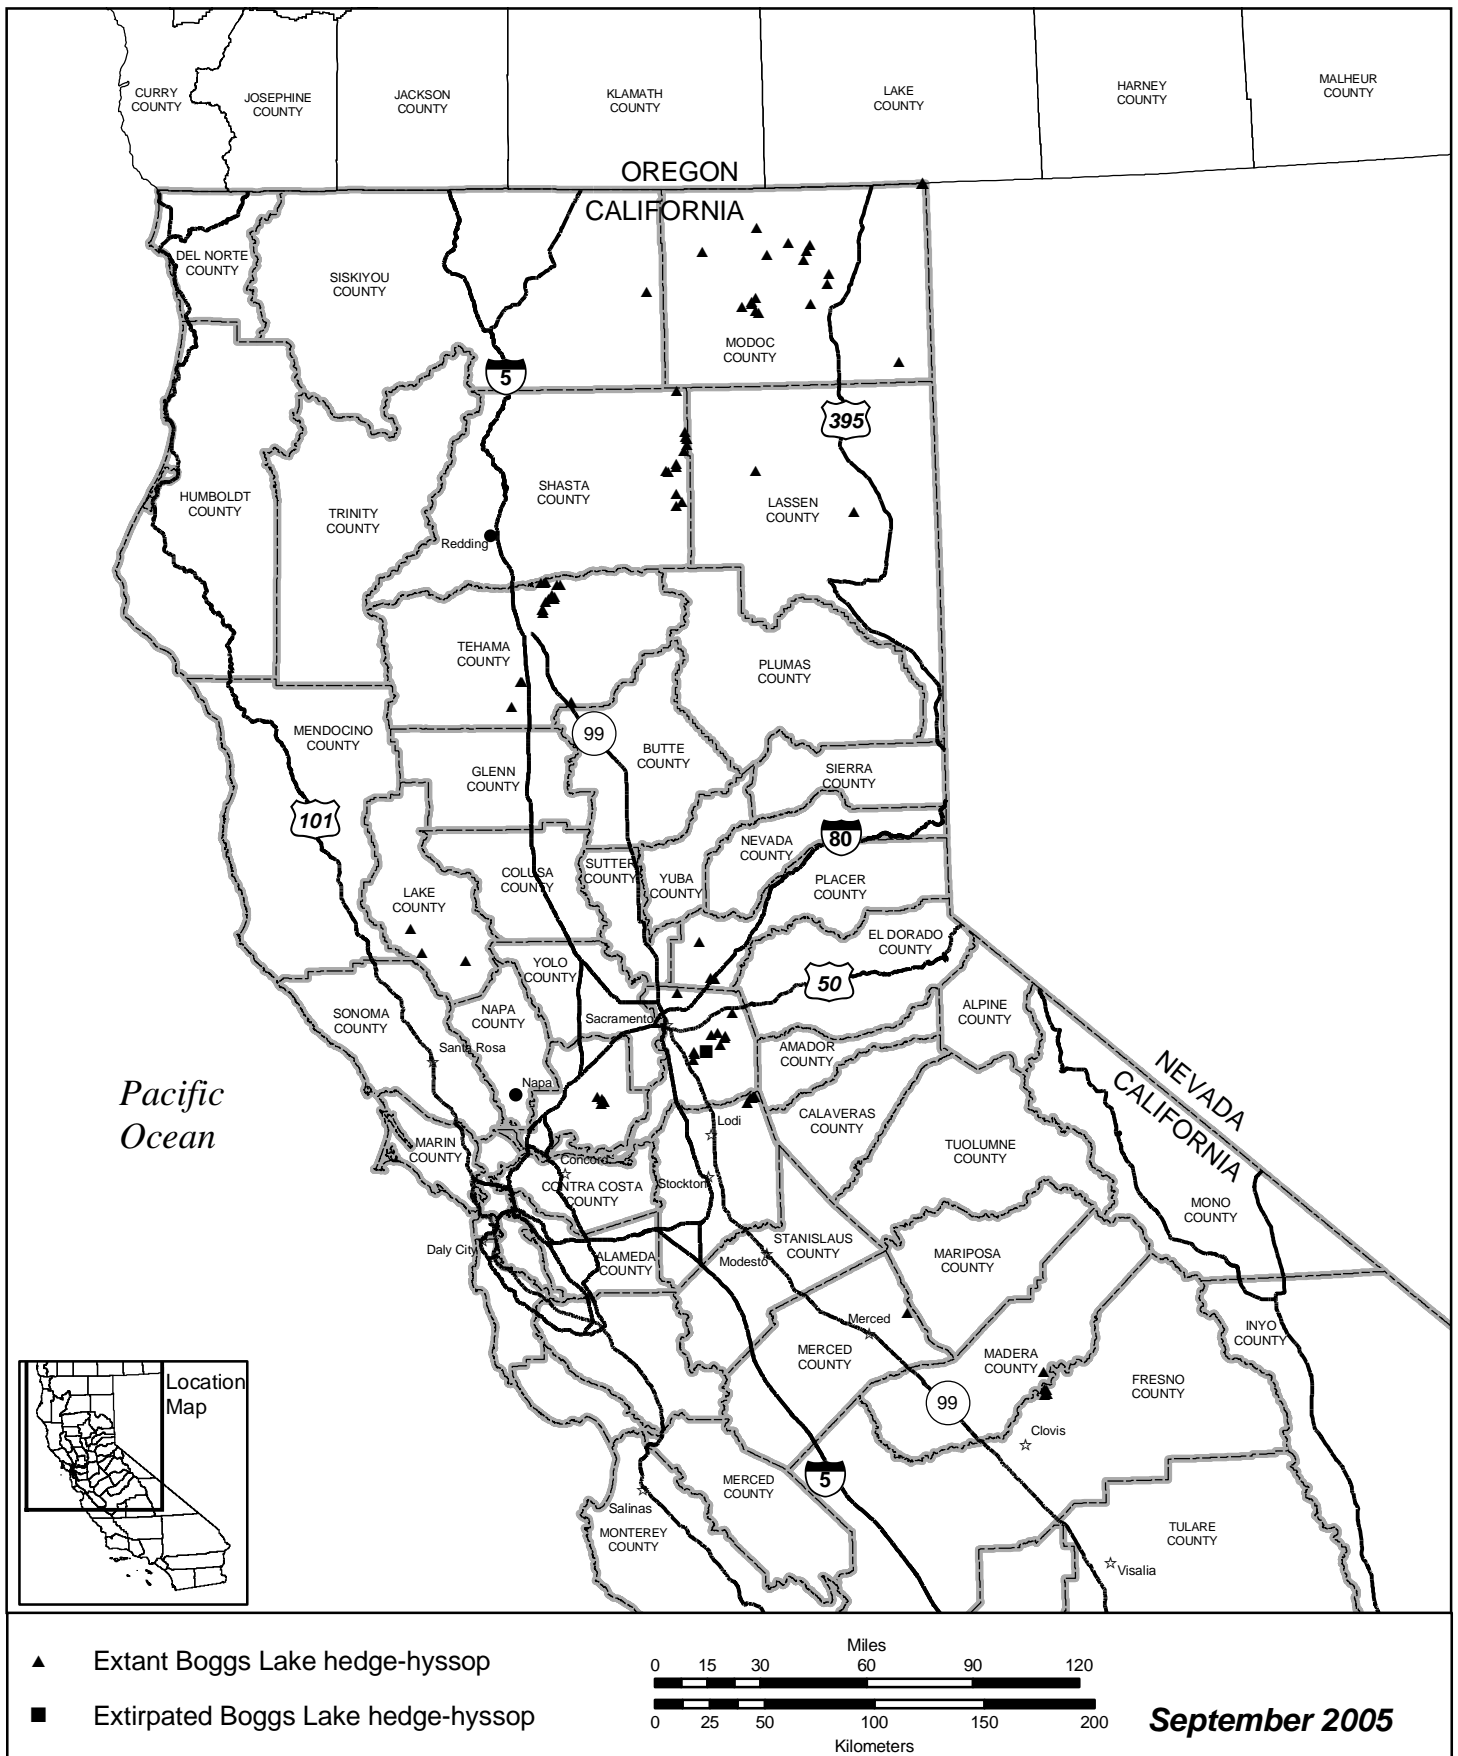 CURRY
COUNTY
JOSEPHINE
COUNTY
JACKSON
COUNTY
KLAMATH
COUNTY
LAKE
COUNTY
HARNEY
COUNTY
MALHEUR
COUNTY
OREGON
CALIFORNIA
DEL NORTE
COUNTY
SISKIYOU
COUNTY
MODOC
COUNTY
5
395
HUMBOLDT
COUNTY
TRINITY
COUNTY
SHASTA
COUNTY
LASSEN
COUNTY
Redding
TEHAMA
COUNTY
PLUMAS
COUNTY
MENDOCINO
COUNTY
99
BUTTE
COUNTY
GLENN
COUNTY
SIERRA
COUNTY
101
80
NEVADA
COUNTY
COLUSA
COUNTY
SUTTER
COUNTY
YUBA
COUNTY
PLACER
COUNTY
LAKE
COUNTY
EL DORADO
COUNTY
YOLO
COUNTY
50
SONOMA
COUNTY
NAPA
COUNTY
Sacramento
ALPINE
COUNTY
Santa Rosa
AMADOR
COUNTY
NEVADA
CALIFORNIA
Pacific
Ocean
Napa
Lodi
CALAVERAS
COUNTY
MARIN
COUNTY
TUOLUMNE
COUNTY
Concord
CONTRA COSTA
COUNTY
Stockton
MONO
COUNTY
Daly City
ALAMEDA
COUNTY
Modesto
STANISLAUS
COUNTY
MARIPOSA
COUNTY
Merced
INYO
COUNTY
MERCED
COUNTY
MADERA
COUNTY
FRESNO
COUNTY
99
Clovis
Location
Map
MERCED
COUNTY
5
Salinas
MONTEREY
COUNTY
TULARE
COUNTY
Visalia
Extant Boggs Lake hedge-hyssop
Extirpated Boggs Lake hedge-hyssop
Miles
0 15 30 60 90 120
0 25 50 100 150 200
Kilometers
September 2005